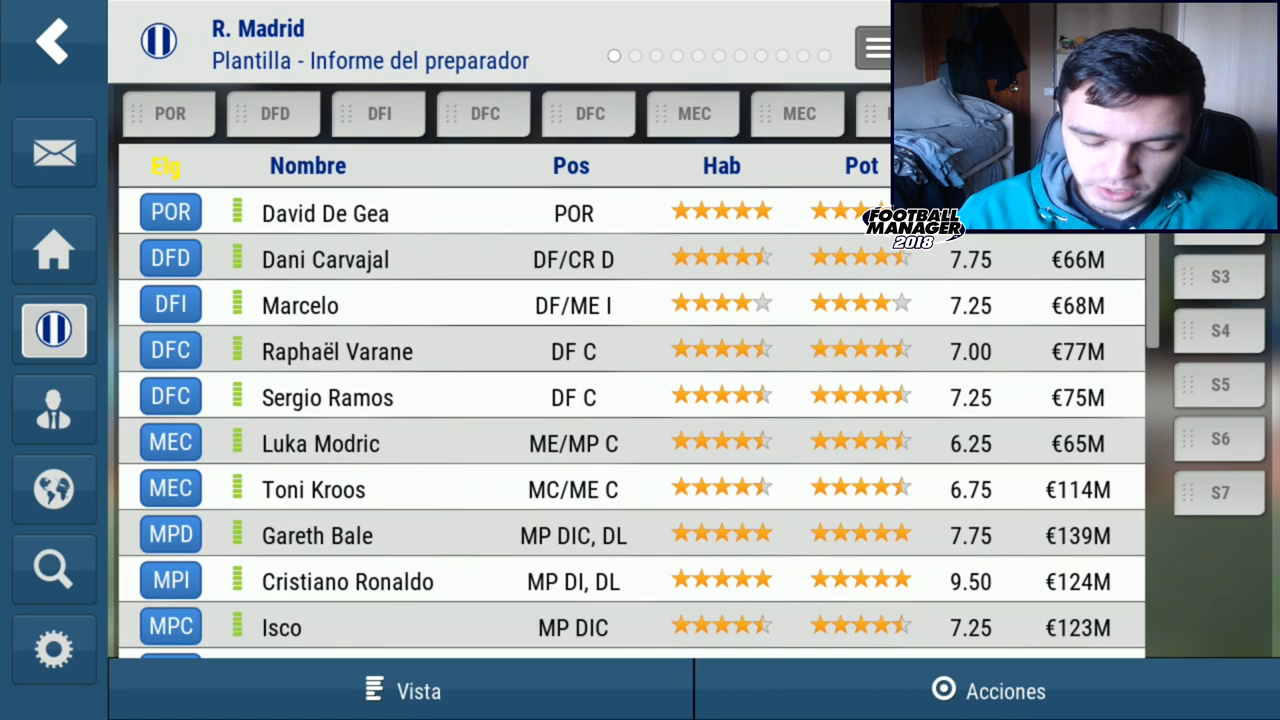 R. Madrid
Plantilla - Informe del preparador
POR DFD DFI DFC DFC MEC MEC
Elg Nombre Pos Hab Pot
POR David De Gea POR
FOOTBALL
MANAGER
2018
DFD Dani Carvajal DF/CR D 7.75 €66M
DFI Marcelo DF/ME I 7.25 €68M
DFC Raphaël Varane DF C 7.00 €77M
DFC Sergio Ramos DF C 7.25 €75M
MEC Luka Modric ME/MP C 6.25 €65M
MEC Toni Kroos MC/ME C 6.75 €114M
MPD Gareth Bale MP DIC, DL 7.75 €139M
MPI Cristiano Ronaldo MP DI, DL 9.50 €124M
MPC Isco MP DIC 7.25 €123M
S3
S4
S5
S6
S7
Vista
Acciones